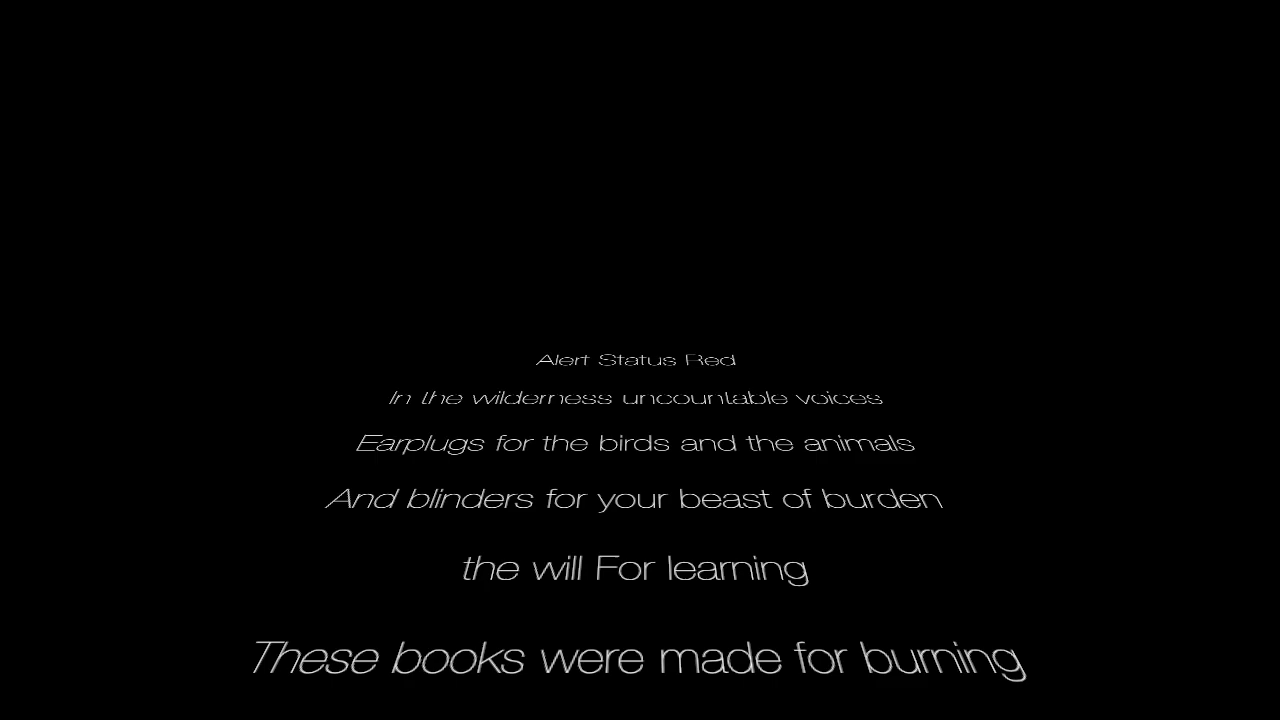 Alert Status Red
In the wilderness uncountable voices
Earplugs for the birds and the animals
And blinders for your beast of burden
the will For learning
These books were made for burning